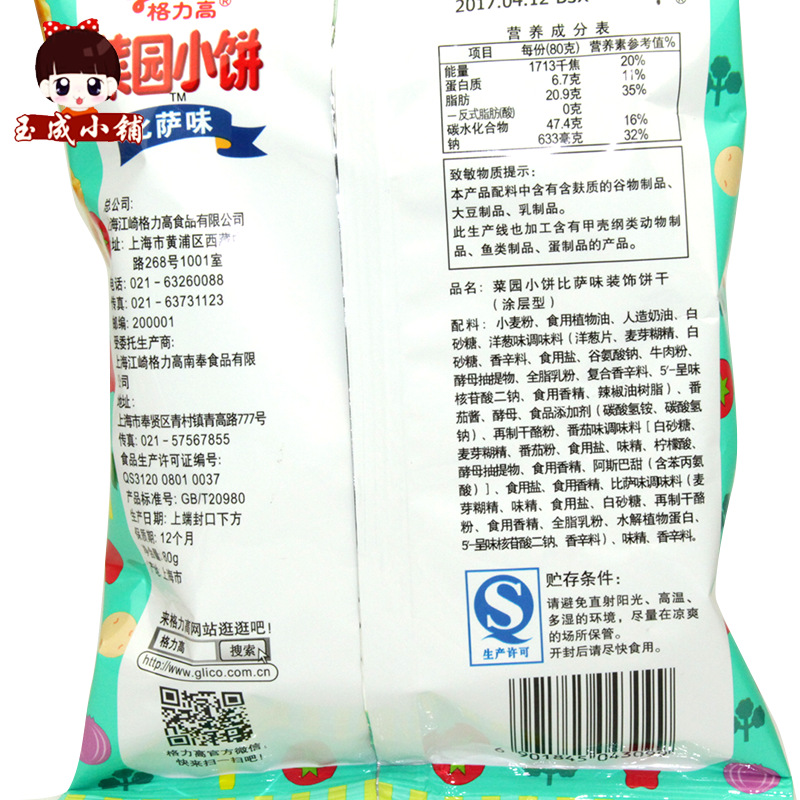 格力高®
菜园小饼
TM
比萨味
玉成小铺
总公司:
上海江崎格力高食品有限公司
地址: 上海市黄浦区西藏
路268号1001室
电话: 021-63260088
传真: 021-63731123
邮编: 200001
受委托生产商:
上海江崎格力高南奉食品有限
公司
地址:
上海市奉贤区青村镇青高路777号
传真: 021-57567855
食品生产许可证编号:
QS3120 0801 0037
产品标准号: GB/T20980
生产日期: 上端封口下方
保质期: 12个月
净含量: 80g
产地: 上海市
来格力高网站逛逛吧!
格力高 搜索
http://www.glico.com.cn
格力高官方微信,
快来扫一扫吧!
2017.04.12
®
营养成分表
项目 每份(80克) 营养素参考值%
能量 1713千焦 20%
蛋白质 6.7克 11%
脂肪 20.9克 35%
—反式脂肪(酸) 0克
碳水化合物 47.4克 16%
钠 633毫克 32%
致敏物质提示:
本产品配料中含有含麸质的谷物制品、
大豆制品、乳制品。
此生产线也加工含有甲壳纲类动物制
品、鱼类制品、蛋制品的产品。
品名: 菜园小饼比萨味装饰饼干
(涂层型)
配料: 小麦粉、食用植物油、人造奶油、白
砂糖、洋葱味调味料(洋葱片、麦芽糊精、白
砂糖、香辛料、食用盐、谷氨酸钠、牛肉粉、
酵母抽提物、全脂乳粉、复合香辛料、5'-呈味
核苷酸二钠、食用香精、辣椒油树脂)、番
茄酱、酵母、食品添加剂(碳酸氢铵、碳酸氢
钠)、再制干酪粉、番茄味调味料[白砂糖、
麦芽糊精、番茄粉、食用盐、味精、柠檬酸、
酵母抽提物、食用香精、阿斯巴甜(含苯丙氨
酸)]、食用盐、食用香精、比萨味调味料(麦
芽糊精、味精、食用盐、白砂糖、再制干酪
粉、食用香精、全脂乳粉、水解植物蛋白、
5'-呈味核苷酸二钠、香辛料)、味精、香辛料。
QS
生产许可
贮存条件:
请避免直射阳光、高温、
多湿的环境，尽量在凉爽
的场所保管。
开封后请尽快食用。
6 901845 0430